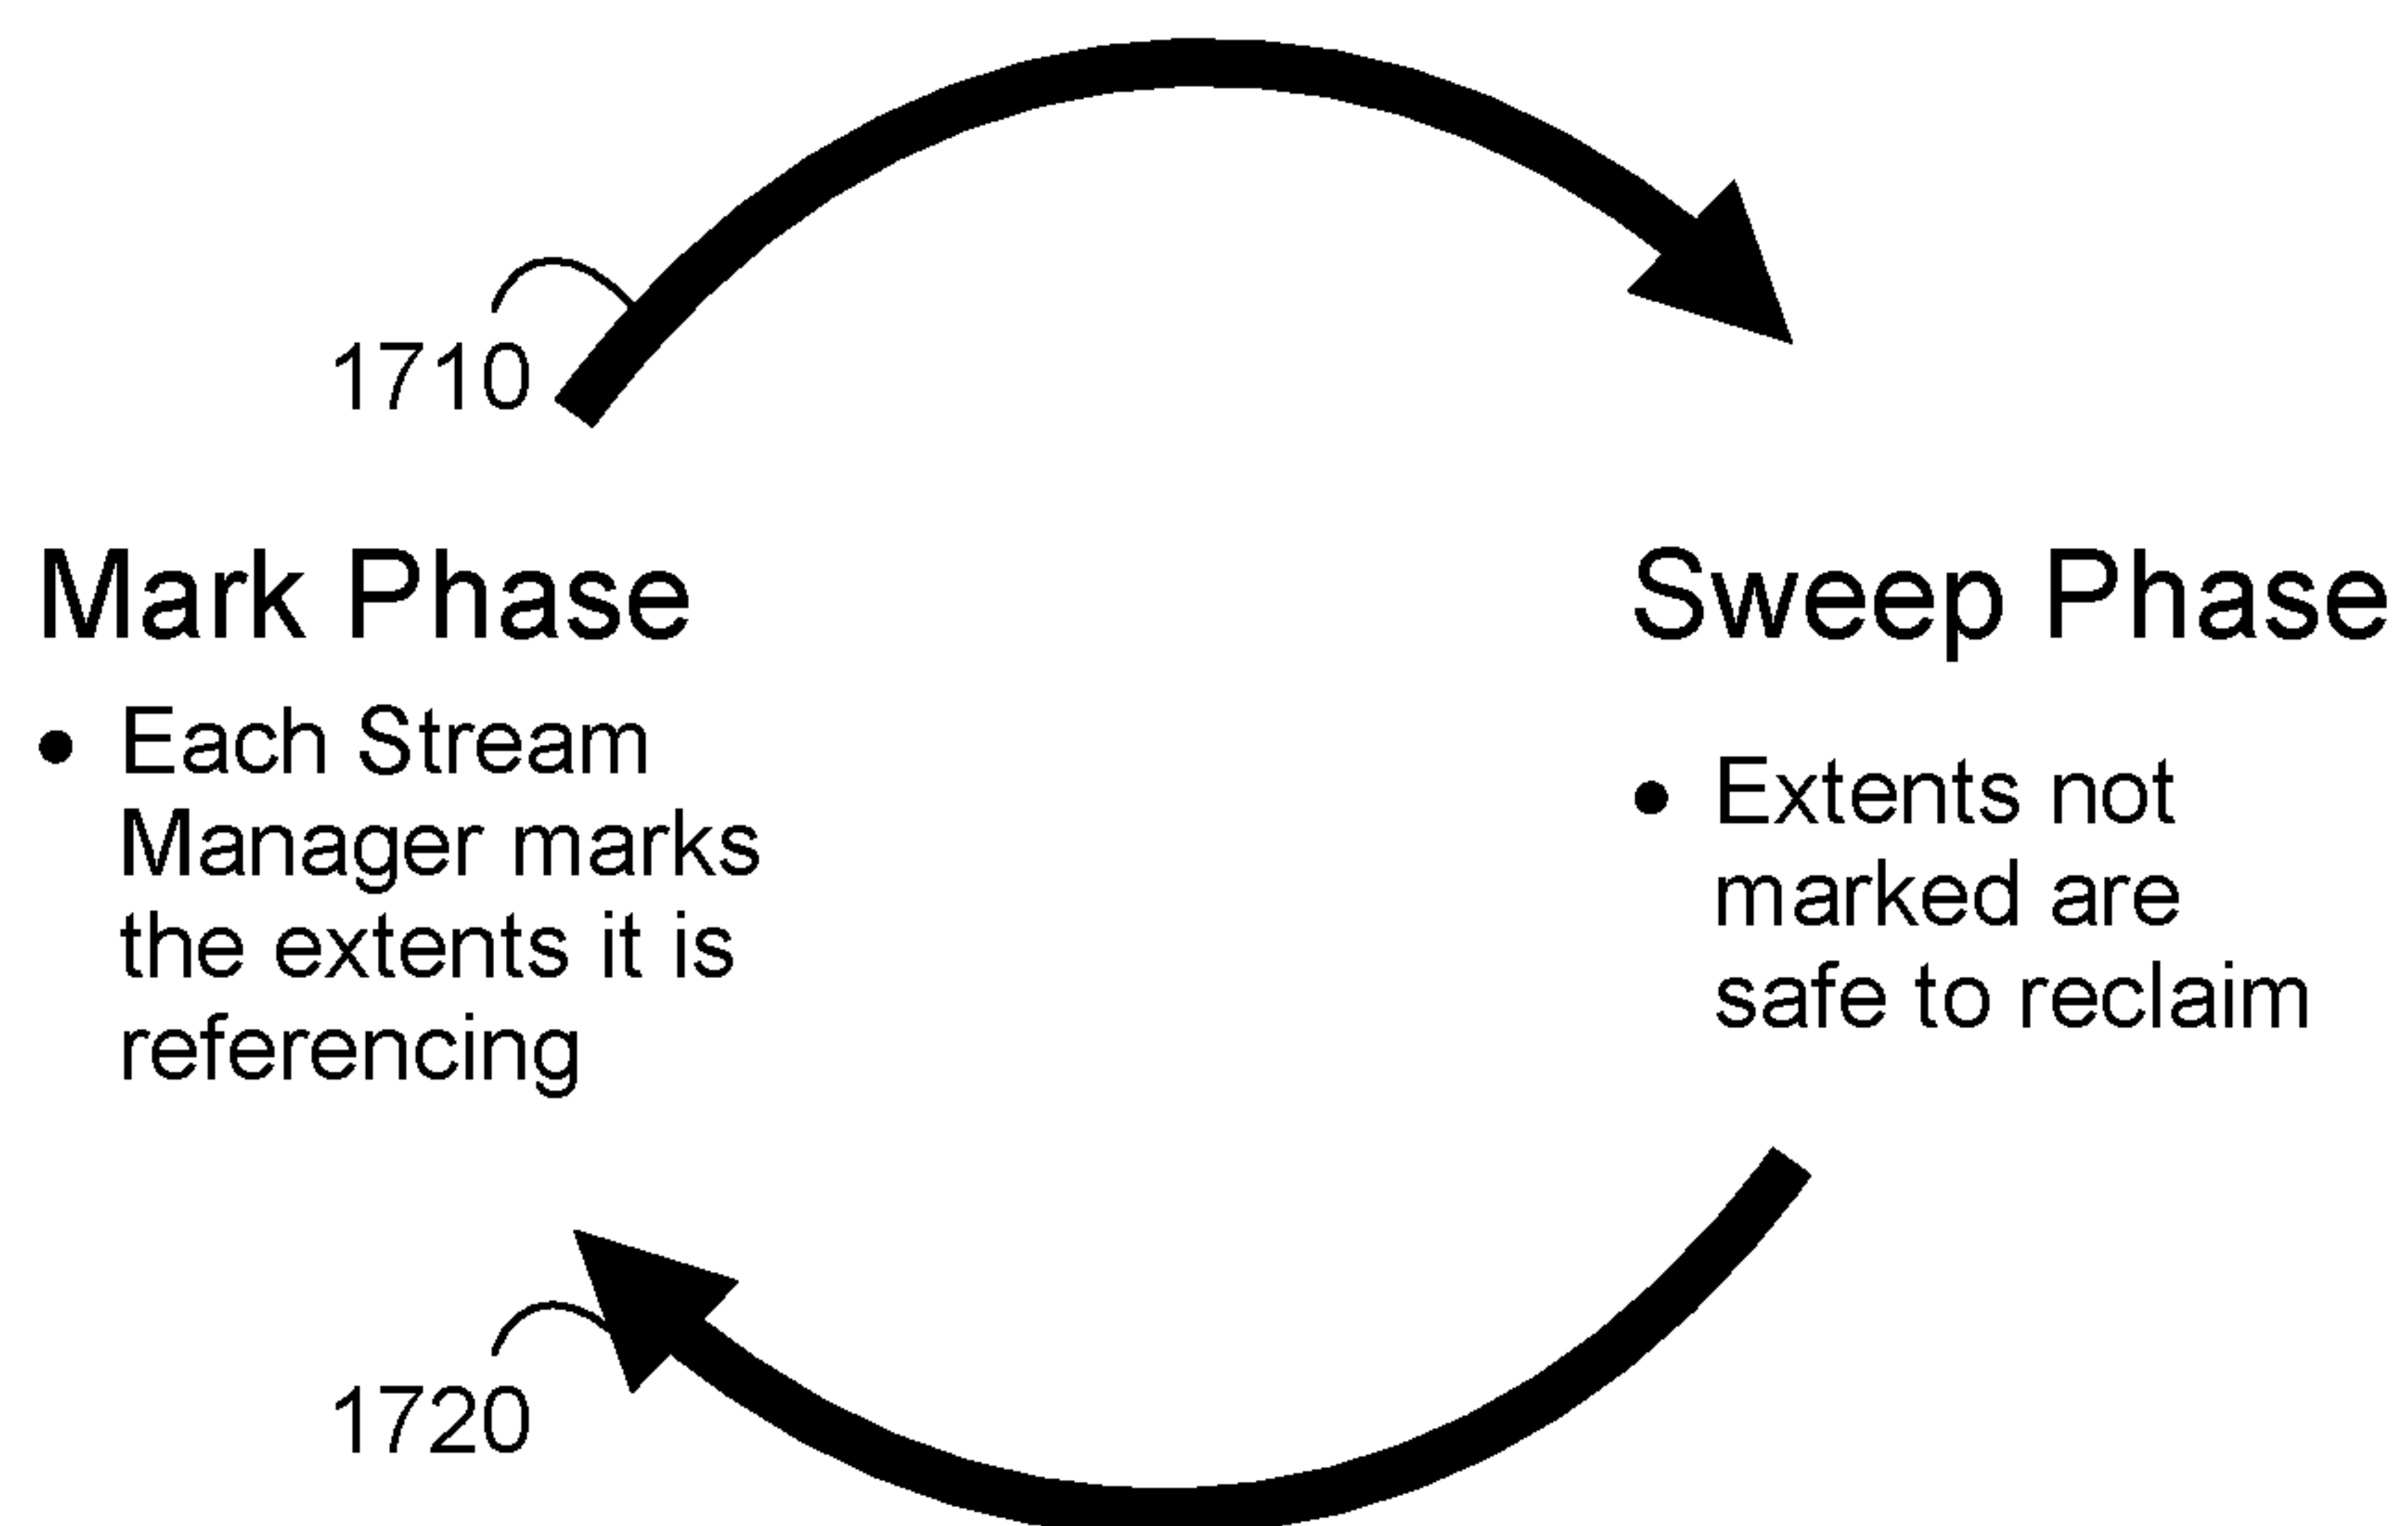 1710
Mark Phase
• Each Stream
Manager marks
the extents it is
referencing
Sweep Phase
• Extents not
marked are
safe to reclaim
1720